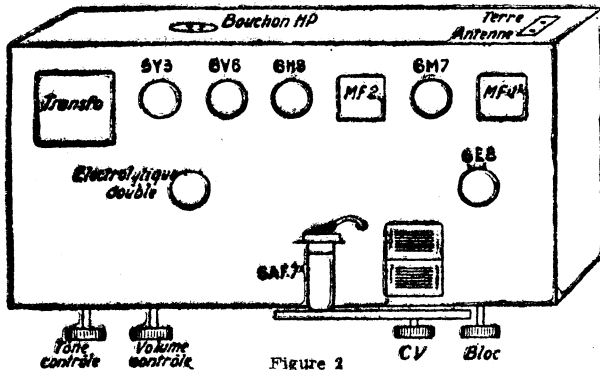 Bouchon HP
Terre
Antenne
Transfo
5Y3
6V6
6H8
MF2
6M7
MF1
Electrolytique
double
6E8
6AF7
Tone
contrôle
Volume
contrôle
CV
Bloc
Figure 2